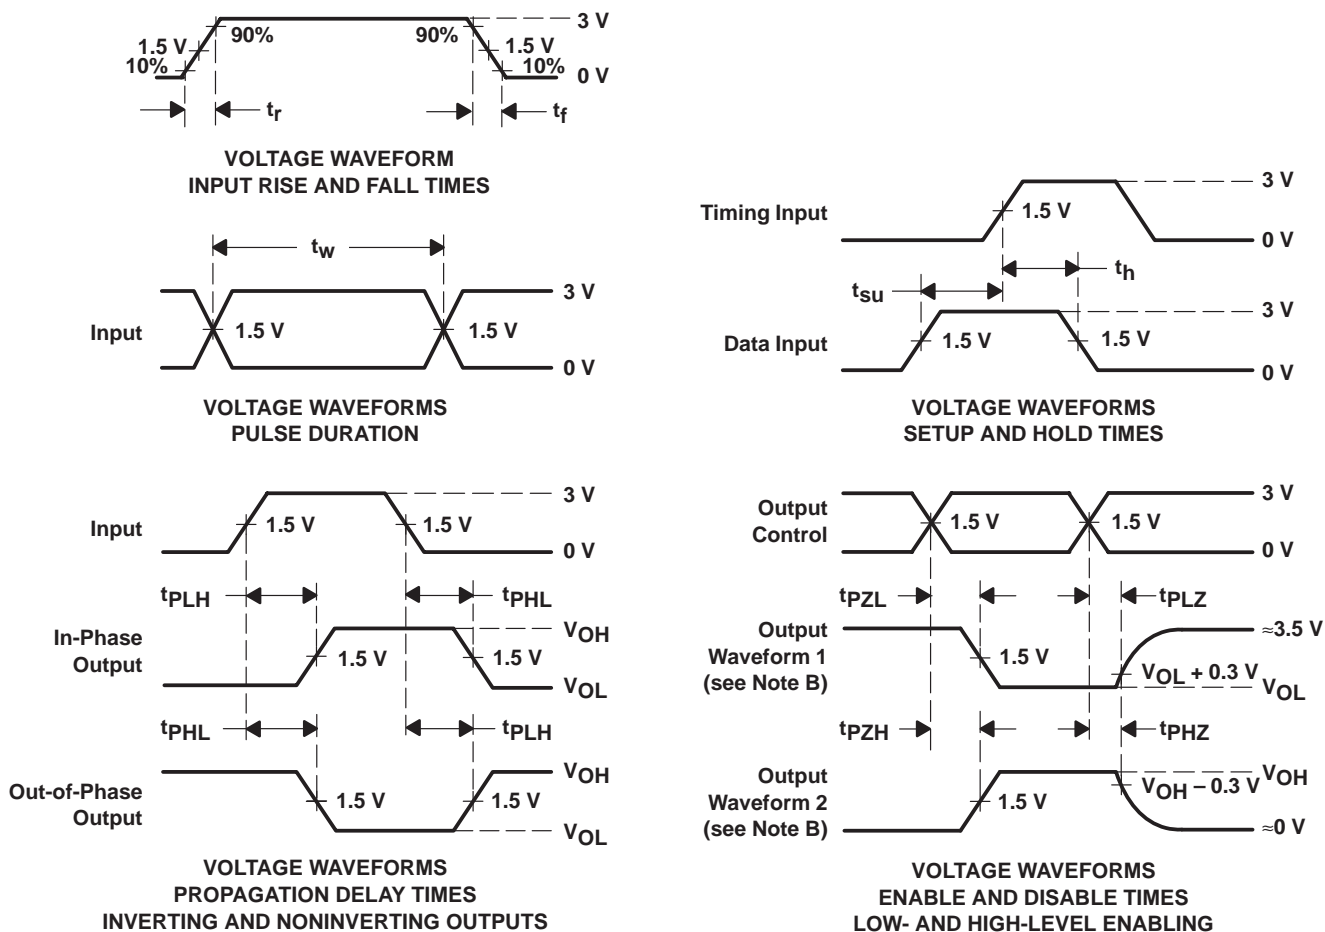 3 V
90%
90%
1.5 V
1.5 V
10%
10%
0 V
tr
tf
VOLTAGE WAVEFORM
INPUT RISE AND FALL TIMES
tw
3 V
Input
1.5 V
1.5 V
0 V
VOLTAGE WAVEFORMS
PULSE DURATION
3 V
Timing Input
1.5 V
0 V
th
tsu
3 V
Data Input
1.5 V
1.5 V
0 V
VOLTAGE WAVEFORMS
SETUP AND HOLD TIMES
3 V
Input
1.5 V
1.5 V
0 V
tPLH
tPHL
In-Phase
Output
VOH
1.5 V
1.5 V
VOL
tPHL
tPLH
Out-of-Phase
Output
VOH
1.5 V
1.5 V
VOL
VOLTAGE WAVEFORMS
PROPAGATION DELAY TIMES
INVERTING AND NONINVERTING OUTPUTS
Output
Control
3 V
1.5 V
1.5 V
0 V
tPZL
tPLZ
Output
Waveform 1
(see Note B)
≈3.5 V
1.5 V
VOL + 0.3 V
VOL
tPZH
tPHZ
Output
Waveform 2
(see Note B)
VOH
1.5 V
VOH – 0.3 V
≈0 V
VOLTAGE WAVEFORMS
ENABLE AND DISABLE TIMES
LOW- AND HIGH-LEVEL ENABLING